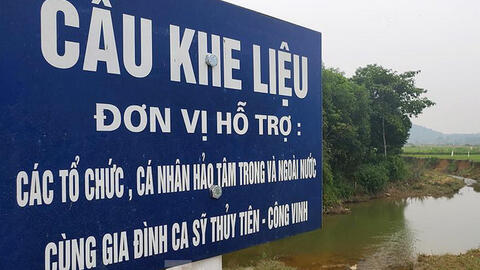 CẦU KHE LIỆU
ĐƠN VỊ HỖ TRỢ :
CÁC TỔ CHỨC , CÁ NHÂN HẢO TÂM TRONG VÀ NGOÀI NƯỚC
CÙNG GIA ĐÌNH CA SỸ THỦY TIÊN - CÔNG VINH